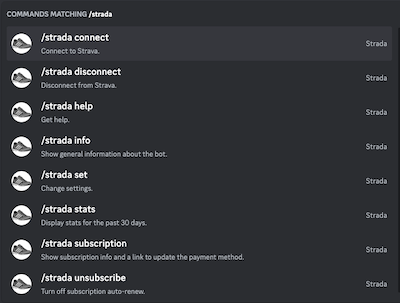 COMMANDS MATCHING /strada
/strada connect
Connect to Strava.
Strada
/strada disconnect
Disconnect from Strava.
Strada
/strada help
Get help.
Strada
/strada info
Show general information about the bot.
Strada
/strada set
Change settings.
Strada
/strada stats
Display stats for the past 30 days.
Strada
/strada subscription
Show subscription info and a link to update the payment method.
Strada
/strada unsubscribe
Turn off subscription auto-renew.
Strada